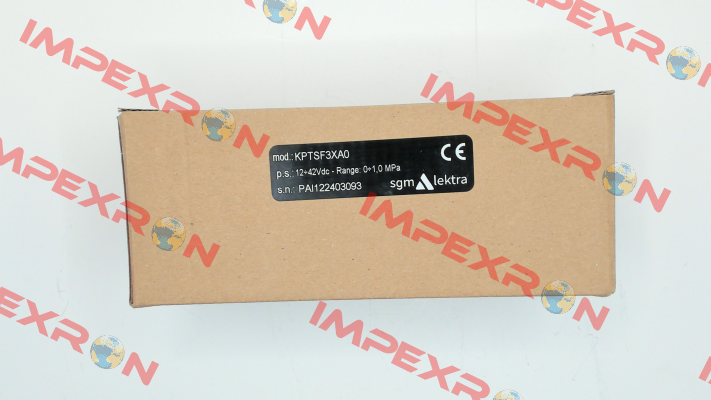 mod.: KPTSF3XA0
p.s.: 12÷42Vdc - Range: 0÷1,0 MPa
s.n.: PAI122403093
CE
sgm lektra
IMPEXRON
IMPEXRON
IMPEXRON
IMPEXRON
IMPEXRON
IMPEXRON
IMPEXRON
IMPEXRON